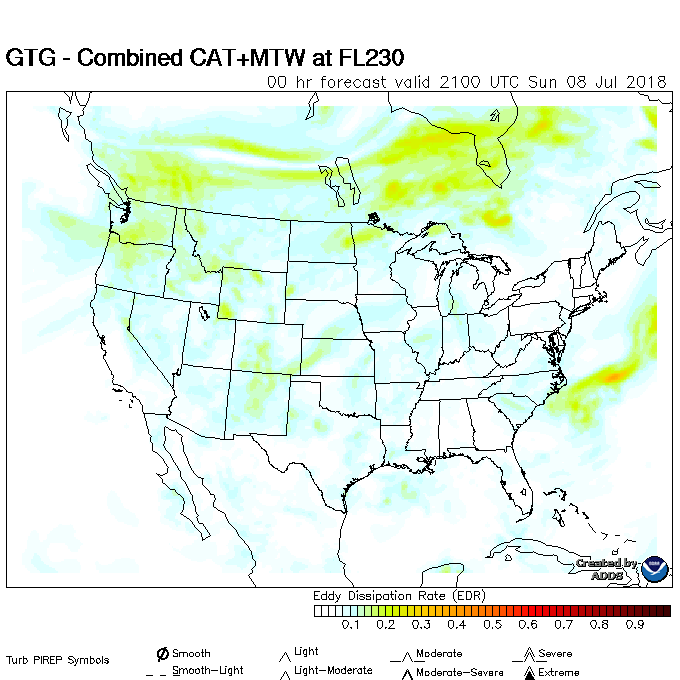 GTG - Combined CAT+MTW at FL230
00 hr forecast valid 2100 UTC Sun 08 Jul 2018
Created by
ADDS
Eddy Dissipation Rate (EDR)
0.1 0.2 0.3 0.4 0.5 0.6 0.7 0.8 0.9
Turb PIREP Symbols
Smooth Light Moderate Severe
Smooth-Light Light-Moderate Moderate-Severe Extreme